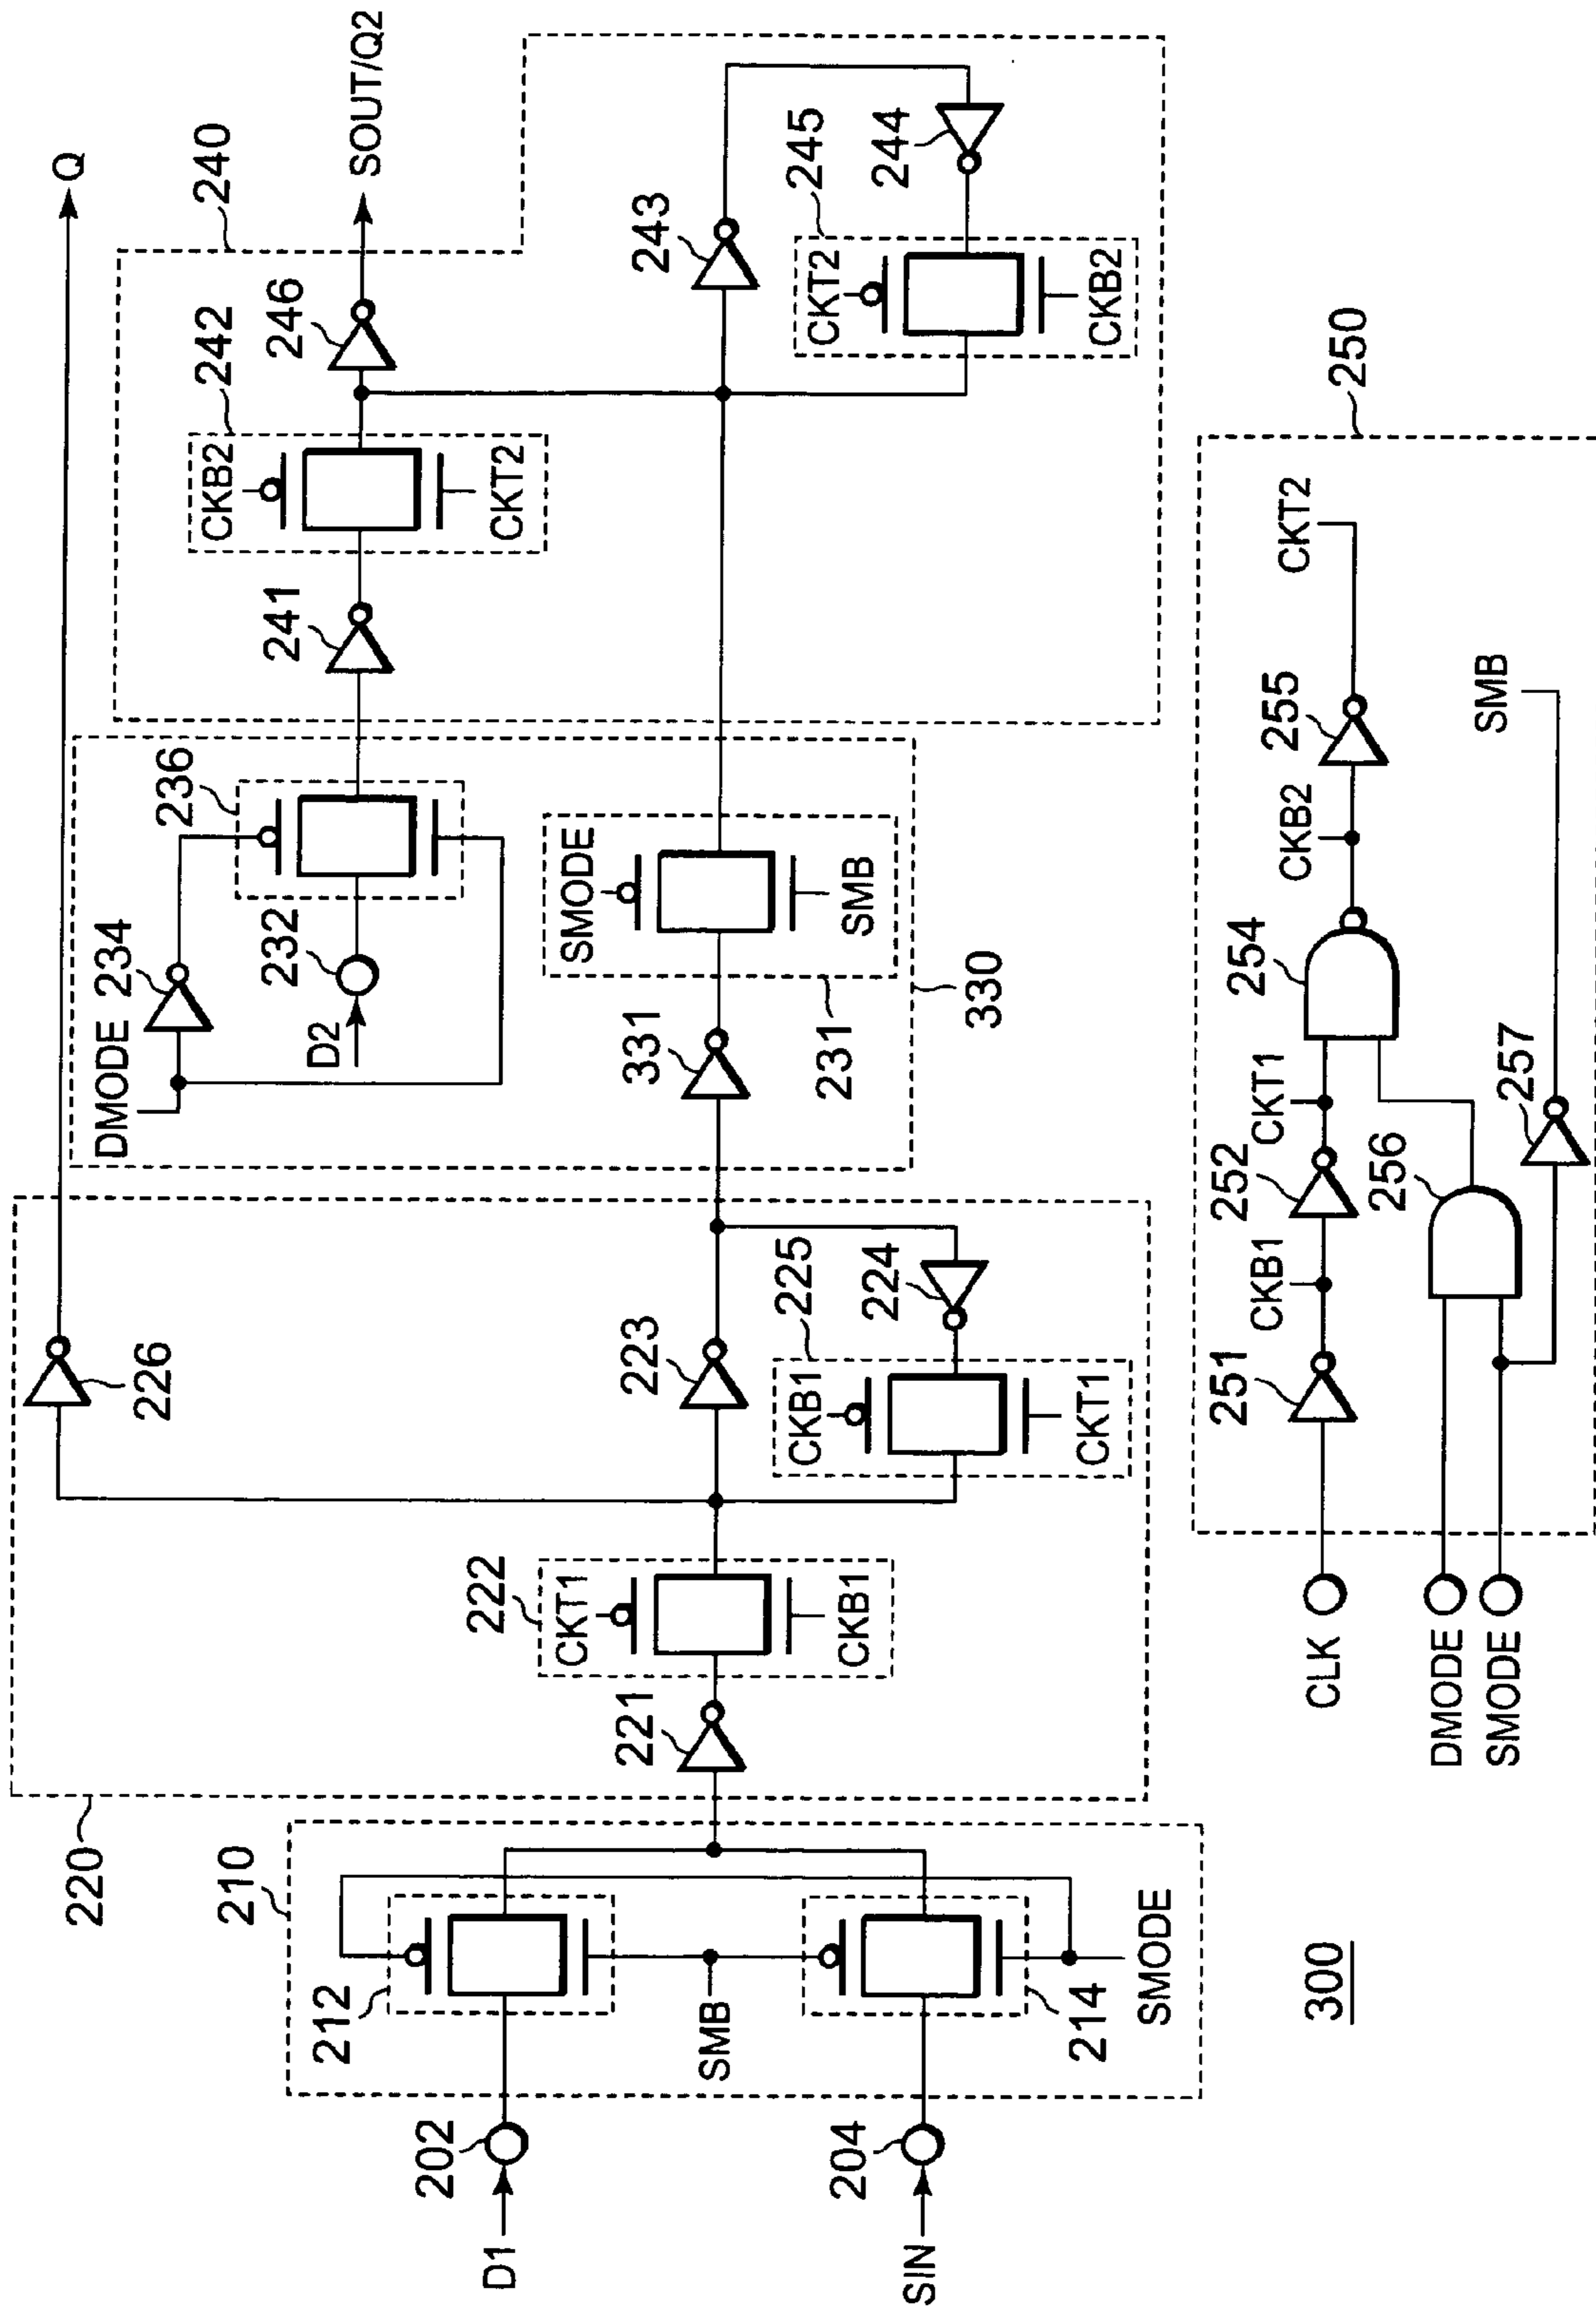 Q
SOUT/Q2
240
242
246
CKB2
CKT2
241
243
245
CKT2
CKB2
244
236
DMODE
234
232
D2
SMODE
SMB
331
231
330
226
223
225
224
CKB1
CKT1
222
CKT1
CKB1
221
220
210
212
SMB
214
SMODE
202
D1
204
SIN
250
CKT2
255
CKB2
SMB
254
CKT1
252
257
256
CKB1
251
CLK
DMODE
SMODE
300